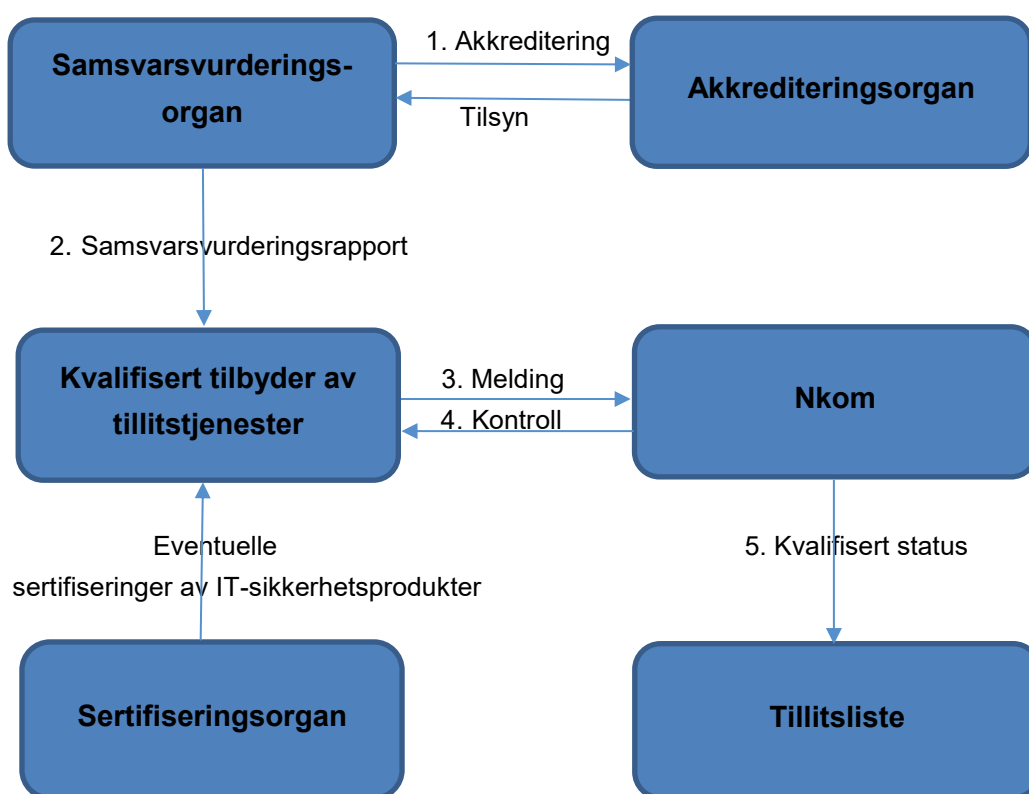 Samsvarsvurderings-
organ
1. Akkreditering
Tilsyn
Akkrediteringsorgan
2. Samsvarsvurderingsrapport
Kvalifisert tilbyder av
tillitstjenester
3. Melding
4. Kontroll
Nkom
Eventuelle
sertifiseringer av IT-sikkerhetsprodukter
5. Kvalifisert status
Sertifiseringsorgan
Tillitsliste